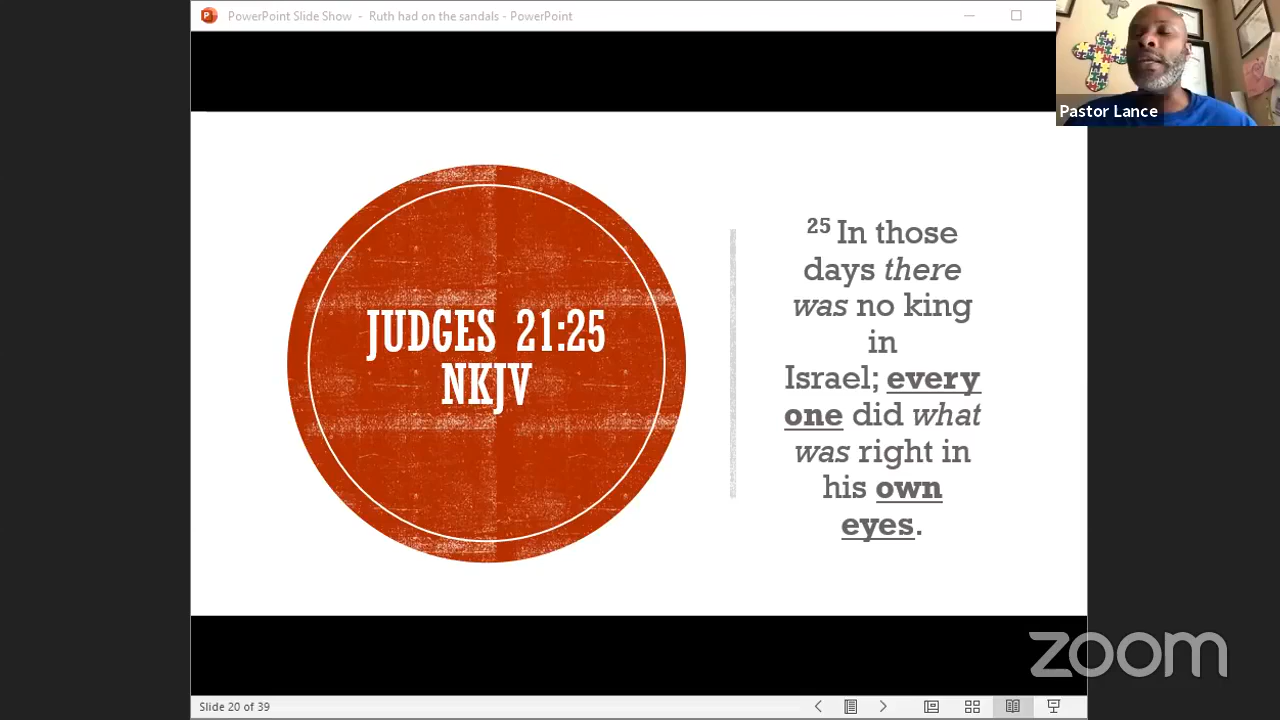 PowerPoint Slide Show - Ruth had on the sandals - PowerPoint
Pastor Lance
JUDGES 21:25
NKJV
25 In those
days there
was no king
in
Israel; every
one did what
was right in
his own
eyes.
zoom
Slide 20 of 39